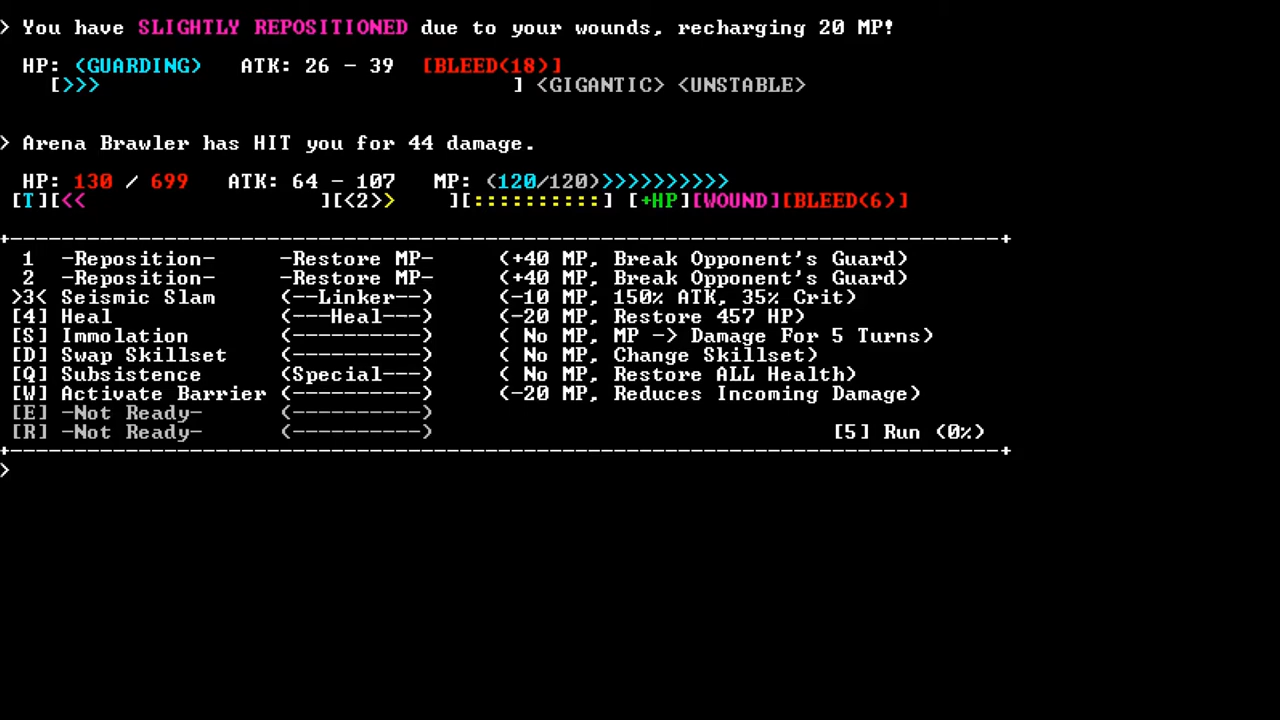 > You have SLIGHTLY REPOSITIONED due to your wounds, recharging 20 MP!
HP: (GUARDING) ATK: 26 - 39 [BLEED(18)]
[>>> ] <GIGANTIC> <UNSTABLE>
> Arena Brawler has HIT you for 44 damage.
HP: 130 / 699 ATK: 64 - 107 MP: (120/120)>>>>>>>>>>
[T][<< ][<2>> ][::::::::::] [+HP][WOUND][BLEED(6)]
+------------------------------------------------------------------------------+
1 -Reposition- -Restore MP- (+40 MP, Break Opponent's Guard)
2 -Reposition- -Restore MP- (+40 MP, Break Opponent's Guard)
>3< Seismic Slam (--Linker--) (-10 MP, 150% ATK, 35% Crit)
[4] Heal (---Heal---) (-20 MP, Restore 457 HP)
[S] Immolation (----------) ( No MP, MP -> Damage For 5 Turns)
[D] Swap Skillset (----------) ( No MP, Change Skillset)
[Q] Subsistence (Special---) ( No MP, Restore ALL Health)
[W] Activate Barrier (----------) (-20 MP, Reduces Incoming Damage)
[E] -Not Ready- (----------)
[R] -Not Ready- (----------) [5] Run (0%)
+------------------------------------------------------------------------------+
>